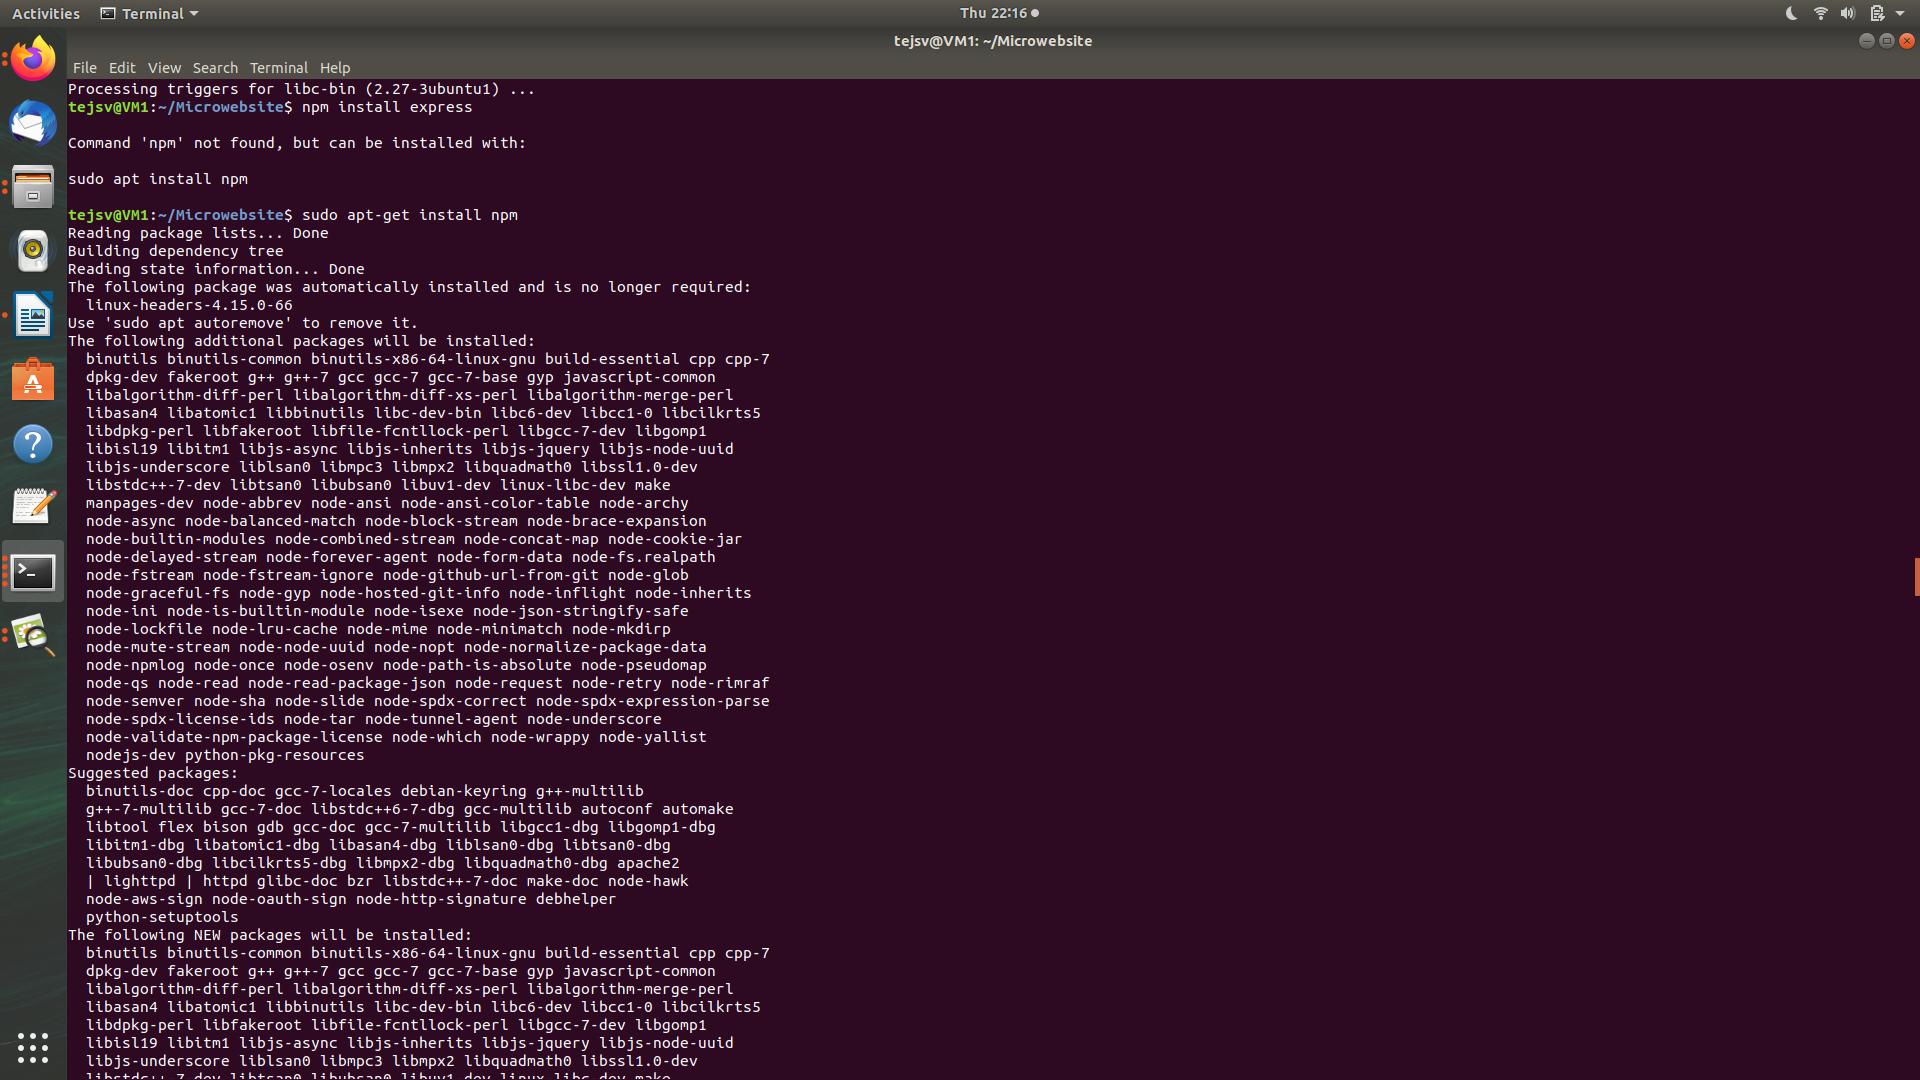 Activities Terminal Thu 22:16
tejsv@VM1: ~/Microwebsite
File Edit View Search Terminal Help
Processing triggers for libc-bin (2.27-3ubuntu1) ...
tejsv@VM1:~/Microwebsite$ npm install express
Command 'npm' not found, but can be installed with:
sudo apt install npm
tejsv@VM1:~/Microwebsite$ sudo apt-get install npm
Reading package lists... Done
Building dependency tree
Reading state information... Done
The following package was automatically installed and is no longer required:
linux-headers-4.15.0-66
Use 'sudo apt autoremove' to remove it.
The following additional packages will be installed:
binutils binutils-common binutils-x86-64-linux-gnu build-essential cpp cpp-7
dpkg-dev fakeroot g++ g++-7 gcc gcc-7 gcc-7-base gyp javascript-common
libalgorithm-diff-perl libalgorithm-diff-xs-perl libalgorithm-merge-perl
libasan4 libatomic1 libbinutils libc-dev-bin libc6-dev libcc1-0 libcilkrts5
libdpkg-perl libfakeroot libfile-fcntllock-perl libgcc-7-dev libgomp1
libisl19 libitm1 libjs-async libjs-inherits libjs-jquery libjs-node-uuid
libjs-underscore liblsan0 libmpc3 libmpx2 libquadmath0 libssl1.0-dev
libstdc++-7-dev libtsan0 libubsan0 libuv1-dev linux-libc-dev make
manpages-dev node-abbrev node-ansi node-ansi-color-table node-archy
node-async node-balanced-match node-block-stream node-brace-expansion
node-builtin-modules node-combined-stream node-concat-map node-cookie-jar
node-delayed-stream node-forever-agent node-form-data node-fs.realpath
node-fstream node-fstream-ignore node-github-url-from-git node-glob
node-graceful-fs node-gyp node-hosted-git-info node-inflight node-inherits
node-ini node-is-builtin-module node-isexe node-json-stringify-safe
node-lockfile node-lru-cache node-mime node-minimatch node-mkdirp
node-mute-stream node-node-uuid node-nopt node-normalize-package-data
node-npmlog node-once node-osenv node-path-is-absolute node-pseudomap
node-qs node-read node-read-package-json node-request node-retry node-rimraf
node-semver node-sha node-slide node-spdx-correct node-spdx-expression-parse
node-spdx-license-ids node-tar node-tunnel-agent node-underscore
node-validate-npm-package-license node-which node-wrappy node-yallist
nodejs-dev python-pkg-resources
Suggested packages:
binutils-doc cpp-doc gcc-7-locales debian-keyring g++-multilib
g++-7-multilib gcc-7-doc libstdc++6-7-dbg gcc-multilib autoconf automake
libtool flex bison gdb gcc-doc gcc-7-multilib libgcc1-dbg libgomp1-dbg
libitm1-dbg libatomic1-dbg libasan4-dbg liblsan0-dbg libtsan0-dbg
libubsan0-dbg libcilkrts5-dbg libmpx2-dbg libquadmath0-dbg apache2
| lighttpd | httpd glibc-doc bzr libstdc++-7-doc make-doc node-hawk
node-aws-sign node-oauth-sign node-http-signature debhelper
python-setuptools
The following NEW packages will be installed:
binutils binutils-common binutils-x86-64-linux-gnu build-essential cpp cpp-7
dpkg-dev fakeroot g++ g++-7 gcc gcc-7 gcc-7-base gyp javascript-common
libalgorithm-diff-perl libalgorithm-diff-xs-perl libalgorithm-merge-perl
libasan4 libatomic1 libbinutils libc-dev-bin libc6-dev libcc1-0 libcilkrts5
libdpkg-perl libfakeroot libfile-fcntllock-perl libgcc-7-dev libgomp1
libisl19 libitm1 libjs-async libjs-inherits libjs-jquery libjs-node-uuid
libjs-underscore liblsan0 libmpc3 libmpx2 libquadmath0 libssl1.0-dev
libstdc++-7-dev libtsan0 libubsan0 libuv1-dev linux-libc-dev make